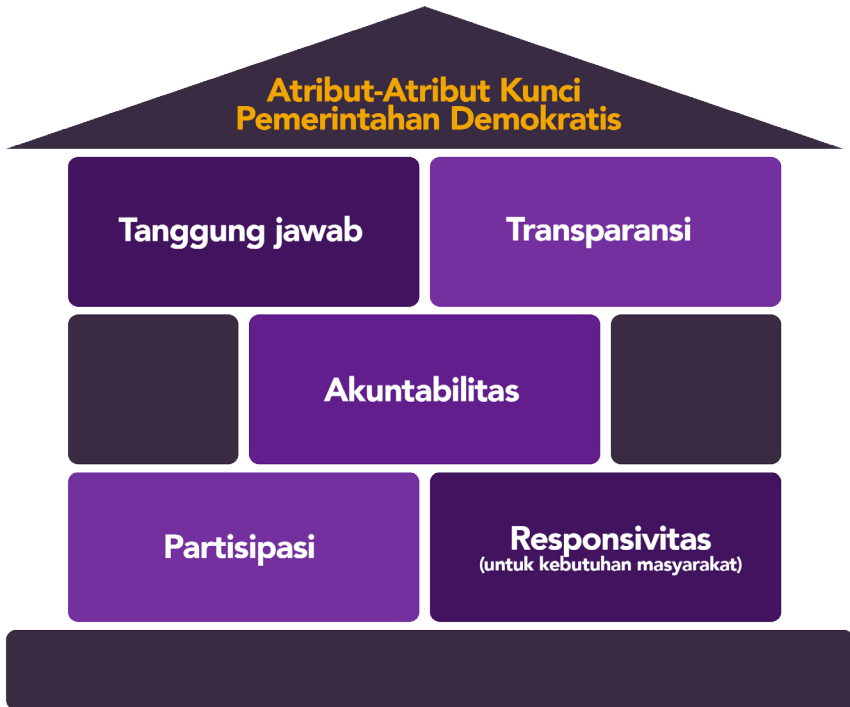 Atribut-Atribut Kunci
Pemerintahan Demokratis
Tanggung jawab
Transparansi
Akuntabilitas
Partisipasi
Responsivitas
(untuk kebutuhan masyarakat)